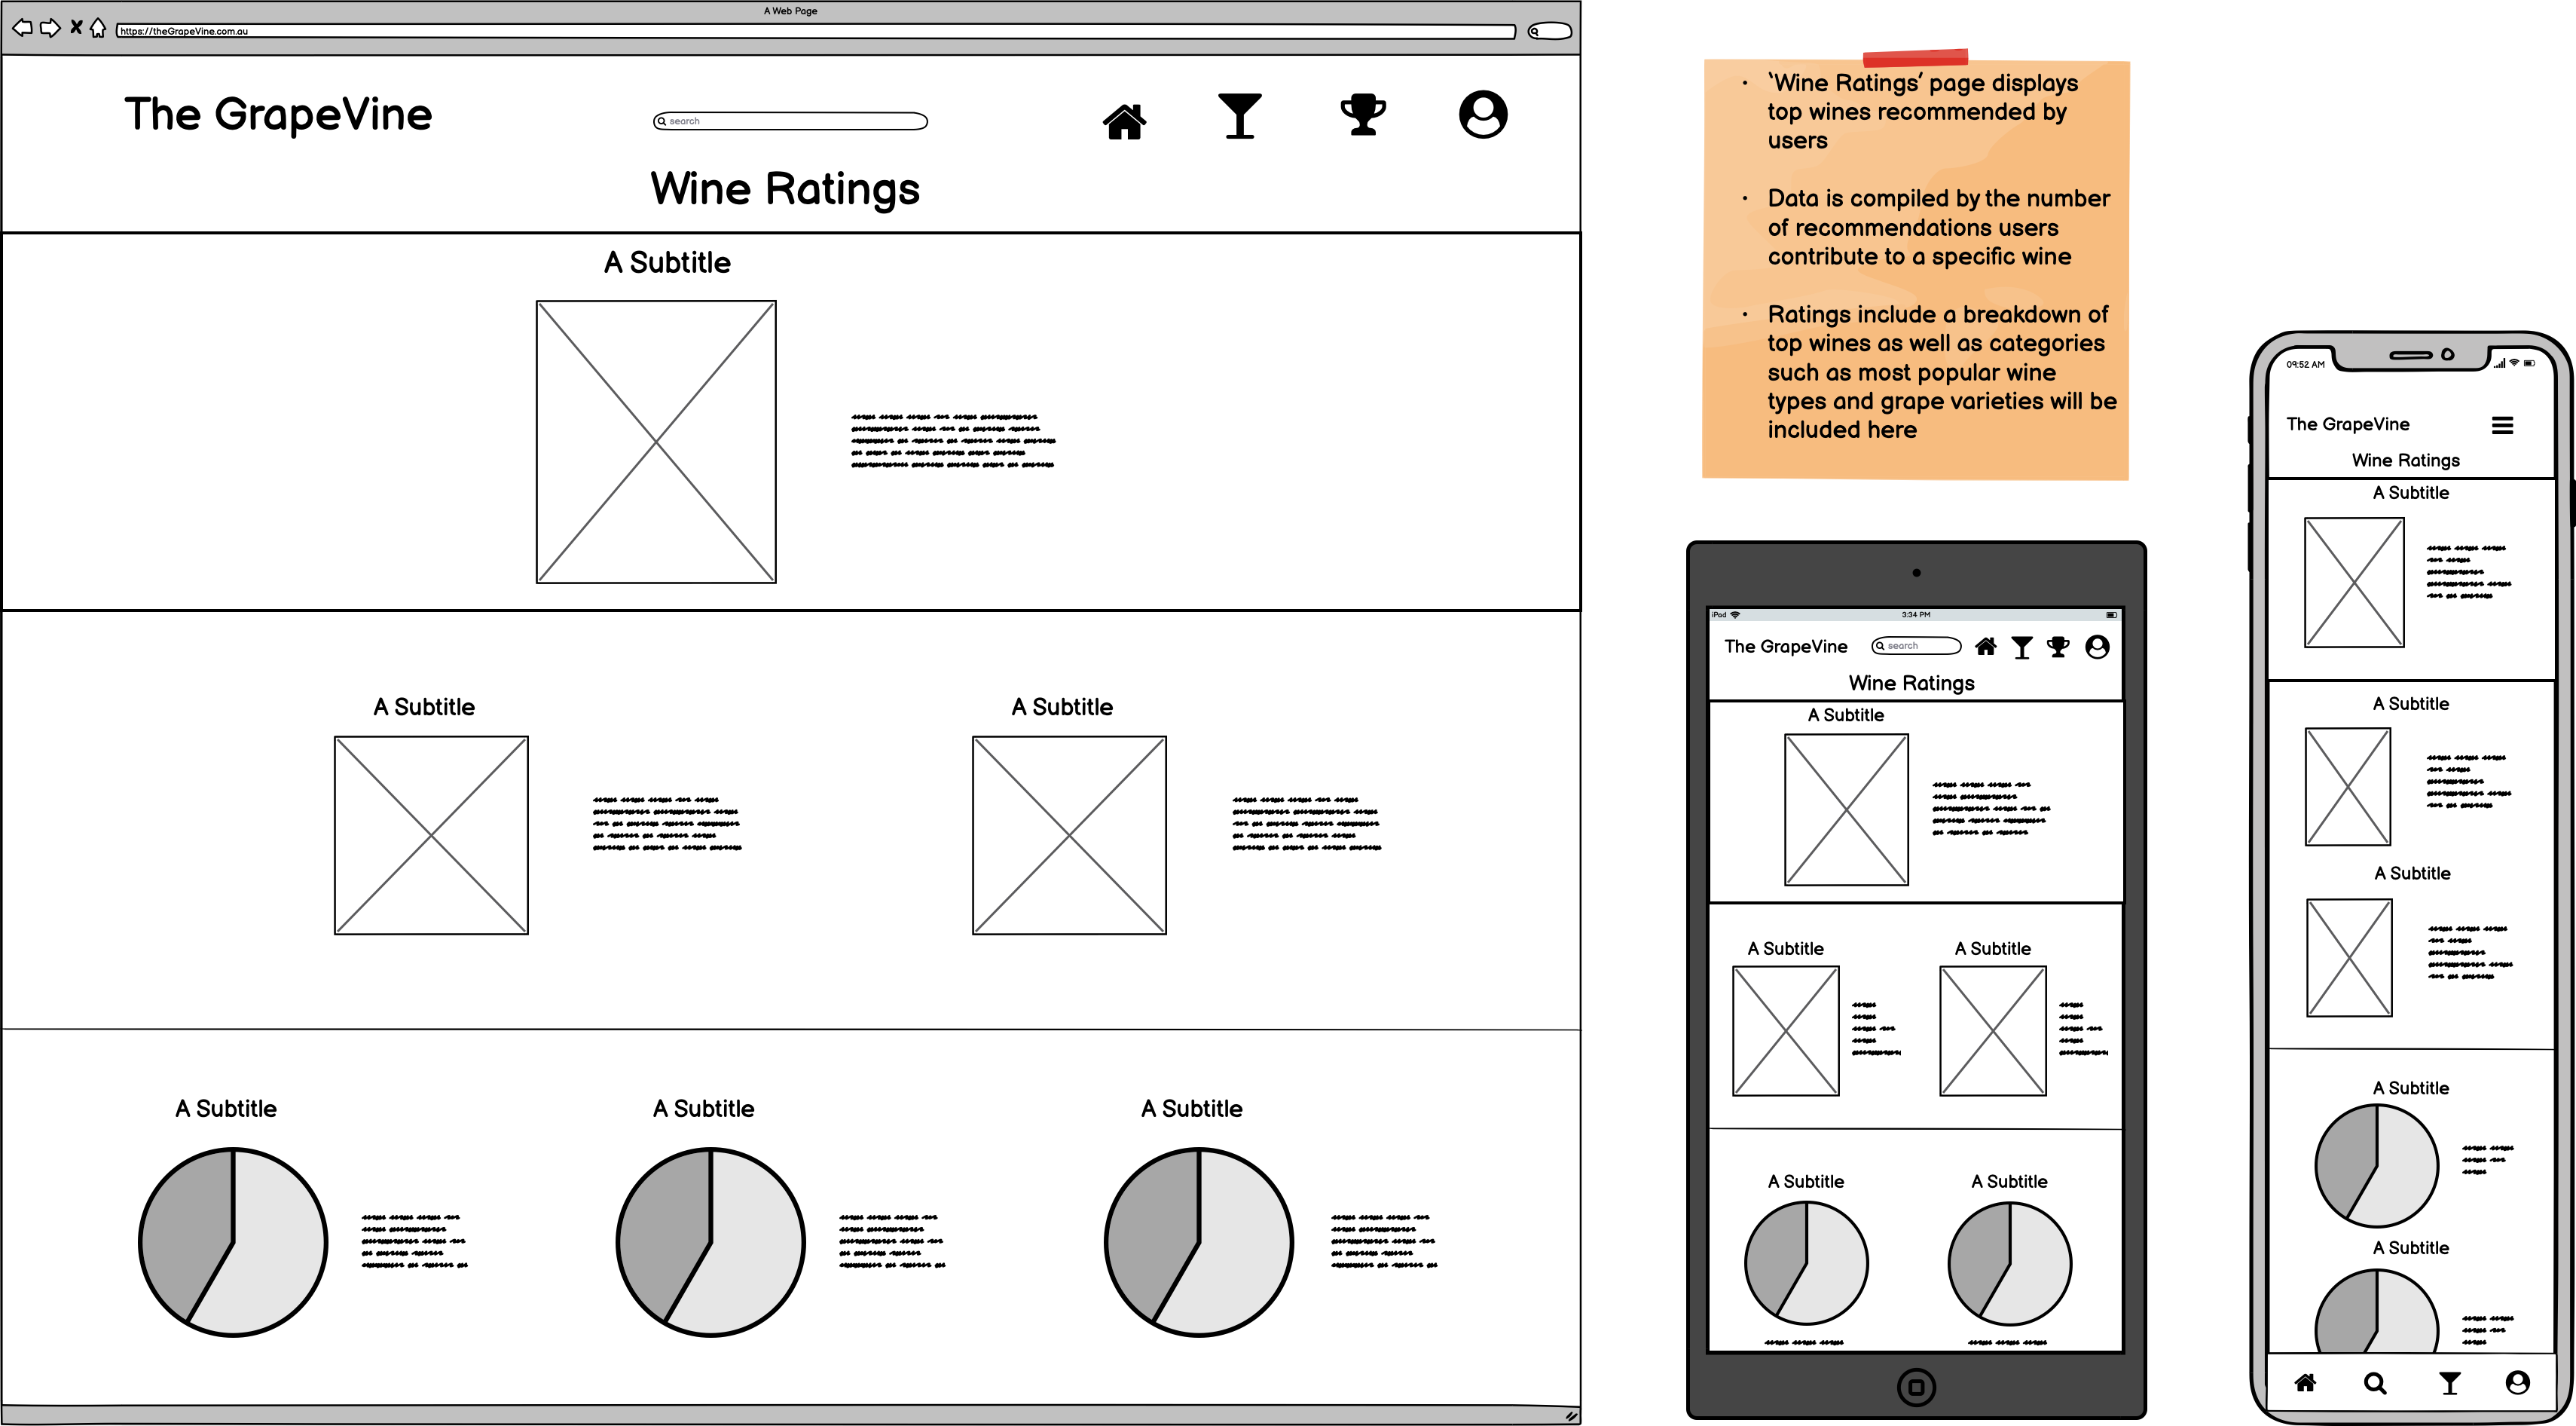 A Web Page
https://theGrapeVine.com.au
The GrapeVine
search
Wine Ratings
A Subtitle
A Subtitle
A Subtitle
A Subtitle
A Subtitle
A Subtitle
• ‘Wine Ratings’ page displays
top wines recommended by
users
• Data is compiled by the number
of recommendations users
contribute to a specific wine
• Ratings include a breakdown of
top wines as well as categories
such as most popular wine
types and grape varieties will be
included here
iPad
3:34 PM
The GrapeVine
search
Wine Ratings
A Subtitle
A Subtitle
A Subtitle
A Subtitle
A Subtitle
09:52 AM
The GrapeVine
Wine Ratings
A Subtitle
A Subtitle
A Subtitle
A Subtitle
A Subtitle